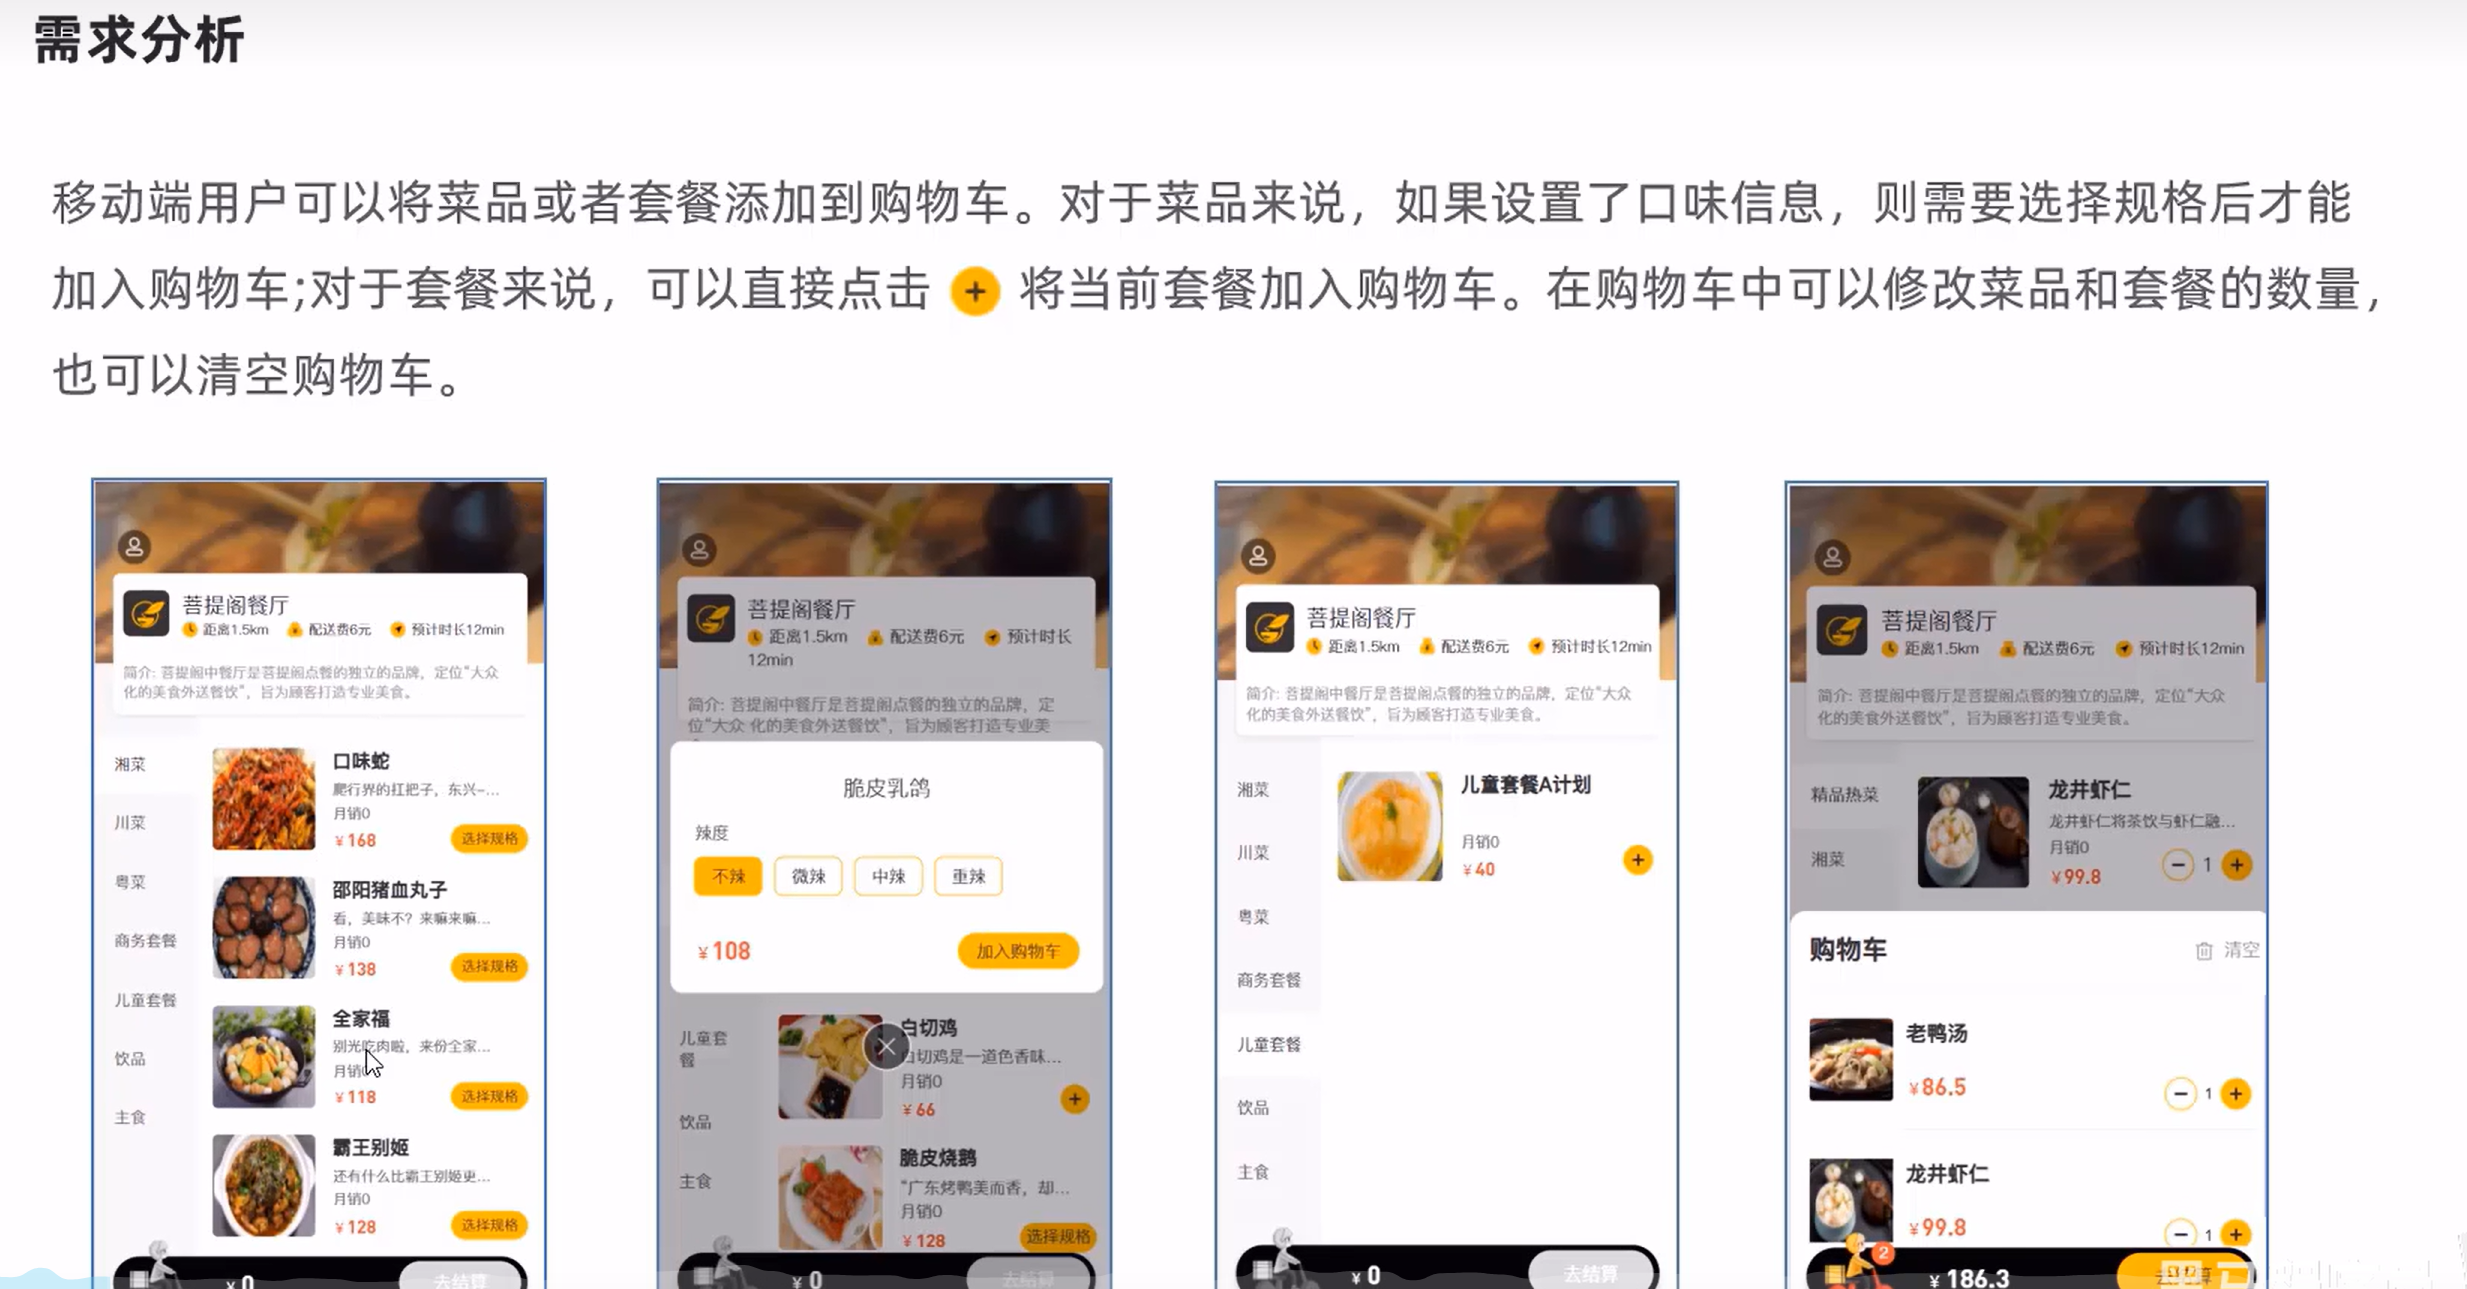 需求分析
移动端用户可以将菜品或者套餐添加到购物车。对于菜品来说，如果设置了口味信息，则需要选择规格后才能
加入购物车;对于套餐来说，可以直接点击 + 将当前套餐加入购物车。在购物车中可以修改菜品和套餐的数量，
也可以清空购物车。
菩提阁餐厅
距离1.5km 配送费6元 预计时长12min
简介: 菩提阁中餐厅是菩提阁点餐的独立的品牌，定位“大众
化的美食外送餐饮”，旨为顾客打造专业美食。
湘菜
川菜
粤菜
商务套餐
儿童套餐
饮品
主食
口味蛇
爬行界的扛把子，东兴-...
月销0
¥168 选择规格
邵阳猪血丸子
看，美味不？来嘛来嘛...
月销0
¥138 选择规格
全家福
别光吃肉啦，来份全家...
月销0
¥118 选择规格
霸王别姬
还有什么比霸王别姬更...
月销0
¥128 选择规格
¥0 去结算
菩提阁餐厅
距离1.5km 配送费6元 预计时长
12min
简介: 菩提阁中餐厅是菩提阁点餐的独立的品牌，定
位“大众 化的美食外送餐饮”，旨为顾客打造专业美
脆皮乳鸽
辣度
不辣 微辣 中辣 重辣
¥108 加入购物车
儿童套
餐
饮品
主食
白切鸡
白切鸡是一道色香味...
月销0
¥66 +
脆皮烧鹅
“广东烤鸭美而香，却...
月销0
¥128 选择规格
¥0 去结算
菩提阁餐厅
距离1.5km 配送费6元 预计时长12min
简介: 菩提阁中餐厅是菩提阁点餐的独立的品牌，定位“大众
化的美食外送餐饮”，旨为顾客打造专业美食。
湘菜
川菜
粤菜
商务套餐
儿童套餐
饮品
主食
儿童套餐A计划
月销0
¥40 +
¥0 去结算
菩提阁餐厅
距离1.5km 配送费6元 预计时长12min
简介: 菩提阁中餐厅是菩提阁点餐的独立的品牌，定位“大众
化的美食外送餐饮”，旨为顾客打造专业美食。
精品热菜
湘菜
龙井虾仁
龙井虾仁将茶饮与虾仁融...
月销0
¥99.8 − 1 +
购物车 清空
老鸭汤
¥86.5
− 1 +
龙井虾仁
¥99.8
− 1 +
2
¥186.3